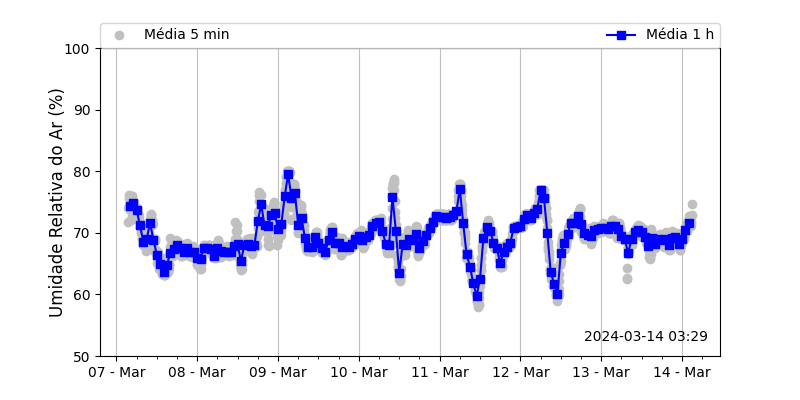 Média 5 min
Média 1 h
Umidade Relativa do Ar (%)
100
90
80
70
60
50
2024-03-14 03:29
07 - Mar
08 - Mar
09 - Mar
10 - Mar
11 - Mar
12 - Mar
13 - Mar
14 - Mar